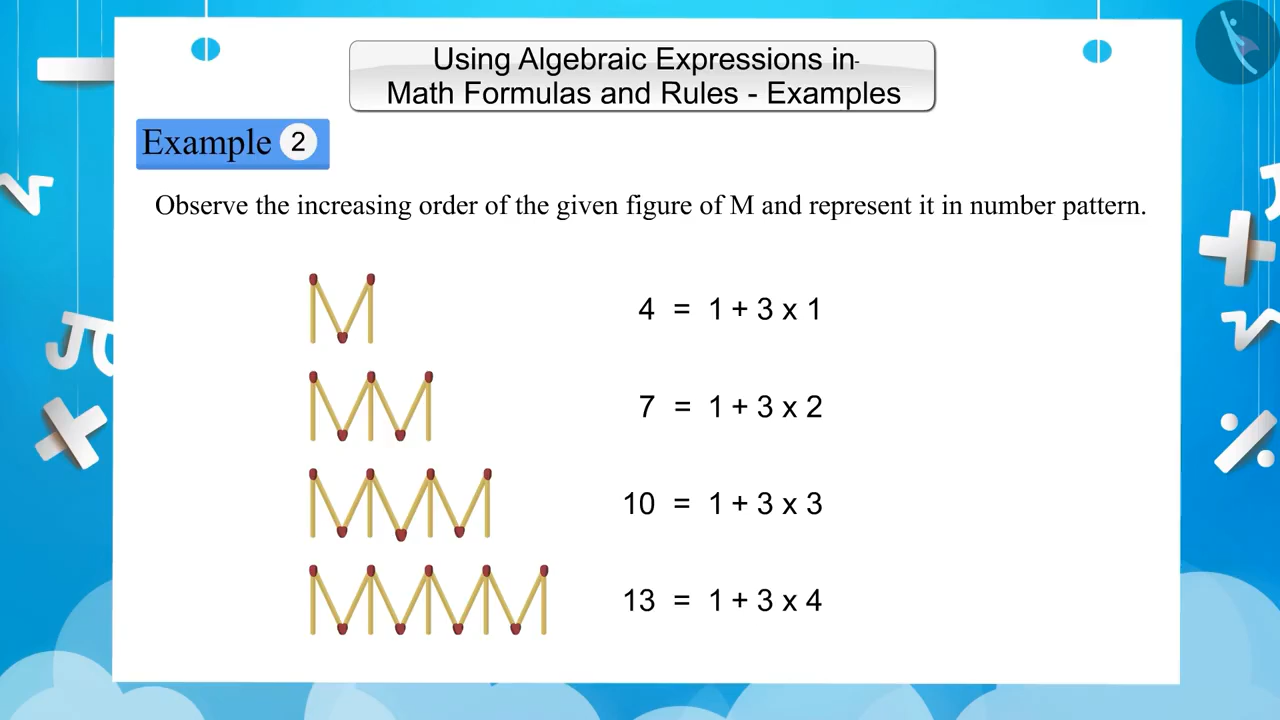 Using Algebraic Expressions in-
Math Formulas and Rules - Examples
Example 2
Observe the increasing order of the given figure of M and represent it in number pattern.
4 = 1 + 3 x 1
7 = 1 + 3 x 2
10 = 1 + 3 x 3
13 = 1 + 3 x 4